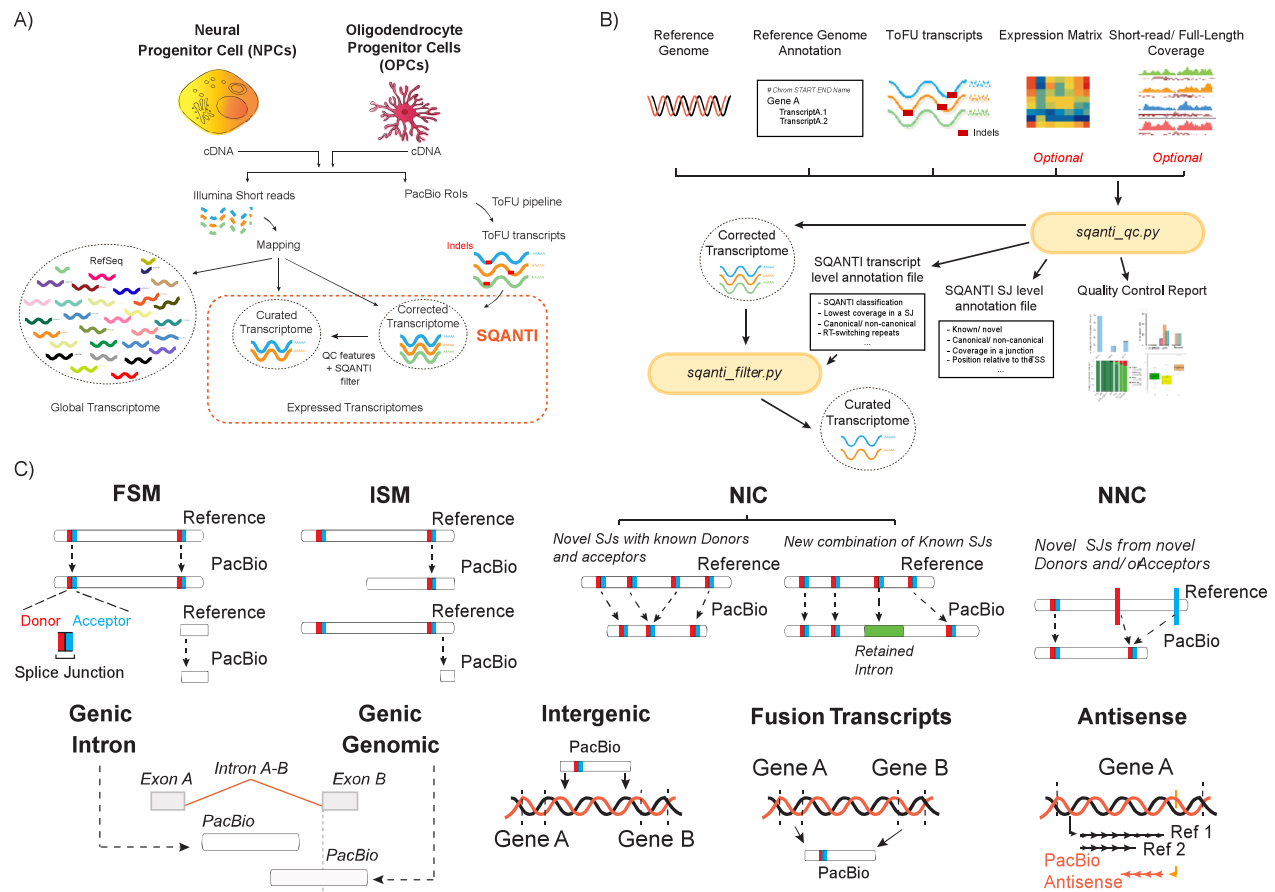 A)
Neural
Progenitor Cell (NPCs)
Oligodendrocyte
Progenitor Cells
(OPCs)
cDNA
cDNA
Illumina Short reads
PacBio RoIs
ToFU pipeline
Mapping
ToFU transcripts
Indels
RefSeq
Curated
Transcriptome
Corrected
Transcriptome
SQANTI
QC features
+ SQANTI
filter
Global Transcriptome
Expressed Transcriptomes
B)
Reference
Genome
Reference Genome
Annotation
ToFU transcripts
Expression Matrix
Short-read/ Full-Length
Coverage
# Chrom START END Name
Gene A
TranscriptA.1
TranscriptA.2
Indels
Optional
Optional
sqanti_qc.py
Corrected
Transcriptome
SQANTI transcript
level annotation file
- SQANTI classification
- Lowest coverage in a SJ
- Canonical/ non-canonical
- RT-switching repeats
...
SQANTI SJ level
annotation file
- Known/ novel
- Canonical/ non-canonical
- Coverage in a junction
- Position relative to the TSS
...
Quality Control Report
sqanti_filter.py
Curated
Transcriptome
C)
FSM
Reference
PacBio
Donor
Acceptor
Splice Junction
Reference
PacBio
ISM
Reference
PacBio
Reference
PacBio
NIC
Novel SJs with known Donors
and acceptors
New combination of Known SJs
Reference
Reference
PacBio
PacBio
Retained
Intron
NNC
Novel SJs from novel
Donors and/or Acceptors
Reference
PacBio
Genic
Intron
Genic
Genomic
Exon A
Intron A-B
Exon B
PacBio
PacBio
Intergenic
PacBio
Gene A
Gene B
Fusion Transcripts
Gene A
Gene B
PacBio
Antisense
Gene A
Ref 1
Ref 2
PacBio
Antisense